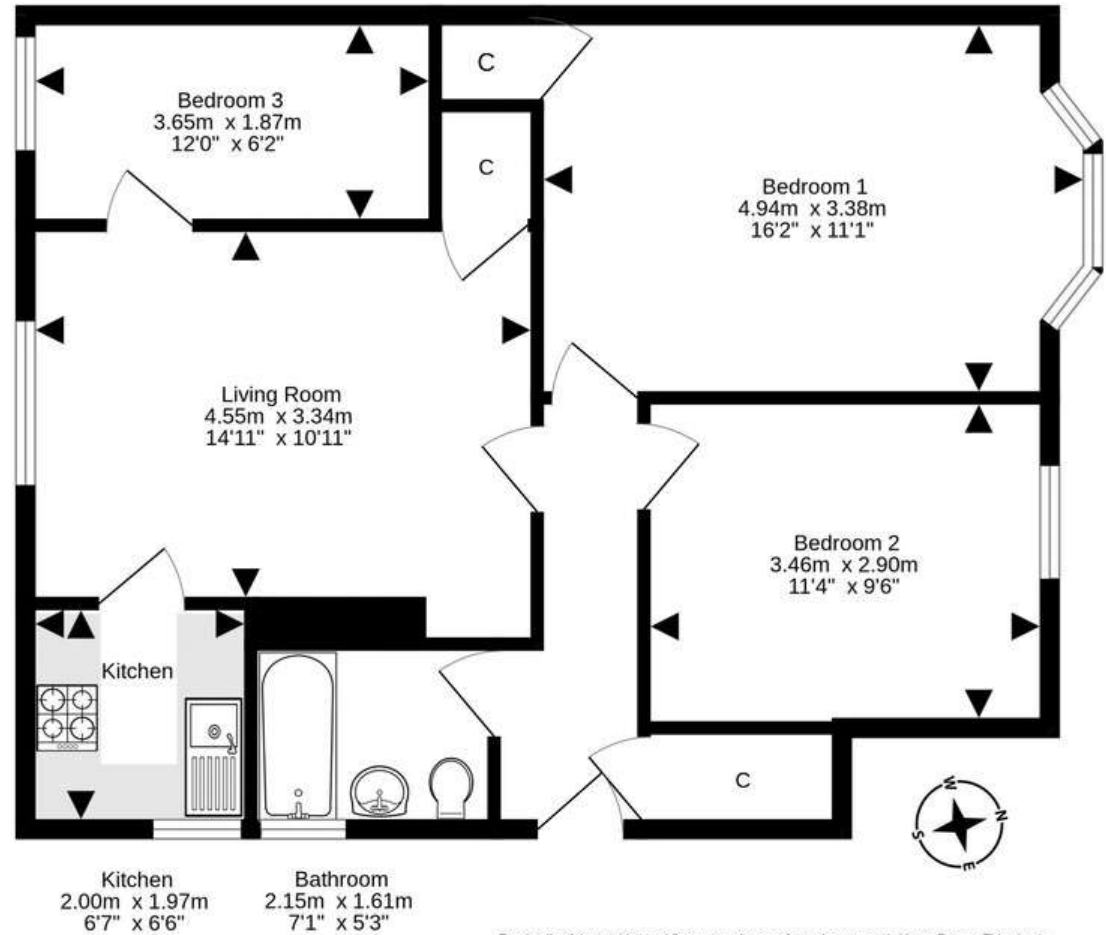 C
Bedroom 3
3.65m x 1.87m
12'0" x 6'2"
C
Bedroom 1
4.94m x 3.38m
16'2" x 11'1"
Living Room
4.55m x 3.34m
14'11" x 10'11"
Bedroom 2
3.46m x 2.90m
11'4" x 9'6"
Kitchen
C
W
N
S
E
Kitchen
2.00m x 1.97m
6'7" x 6'6"
Bathroom
2.15m x 1.61m
7'1" x 5'3"